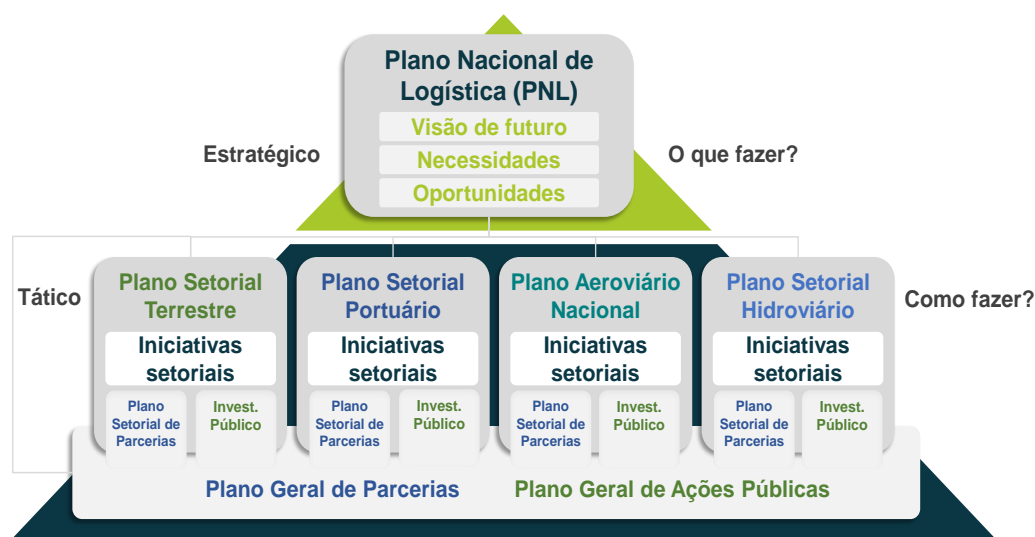 Plano Nacional de
Logística (PNL)
Visão de futuro
Estratégico
Necessidades
O que fazer?
Oportunidades
Tático
Plano Setorial
Terrestre
Iniciativas
setoriais
Plano
Setorial de
Parcerias
Invest.
Público
Plano Setorial
Portuário
Iniciativas
setoriais
Plano
Setorial de
Parcerias
Invest.
Público
Plano Aeroviário
Nacional
Iniciativas
setoriais
Plano
Setorial de
Parcerias
Invest.
Público
Plano Setorial
Hidroviário
Iniciativas
setoriais
Plano
Setorial de
Parcerias
Invest.
Público
Como fazer?
Plano Geral de Parcerias
Plano Geral de Ações Públicas